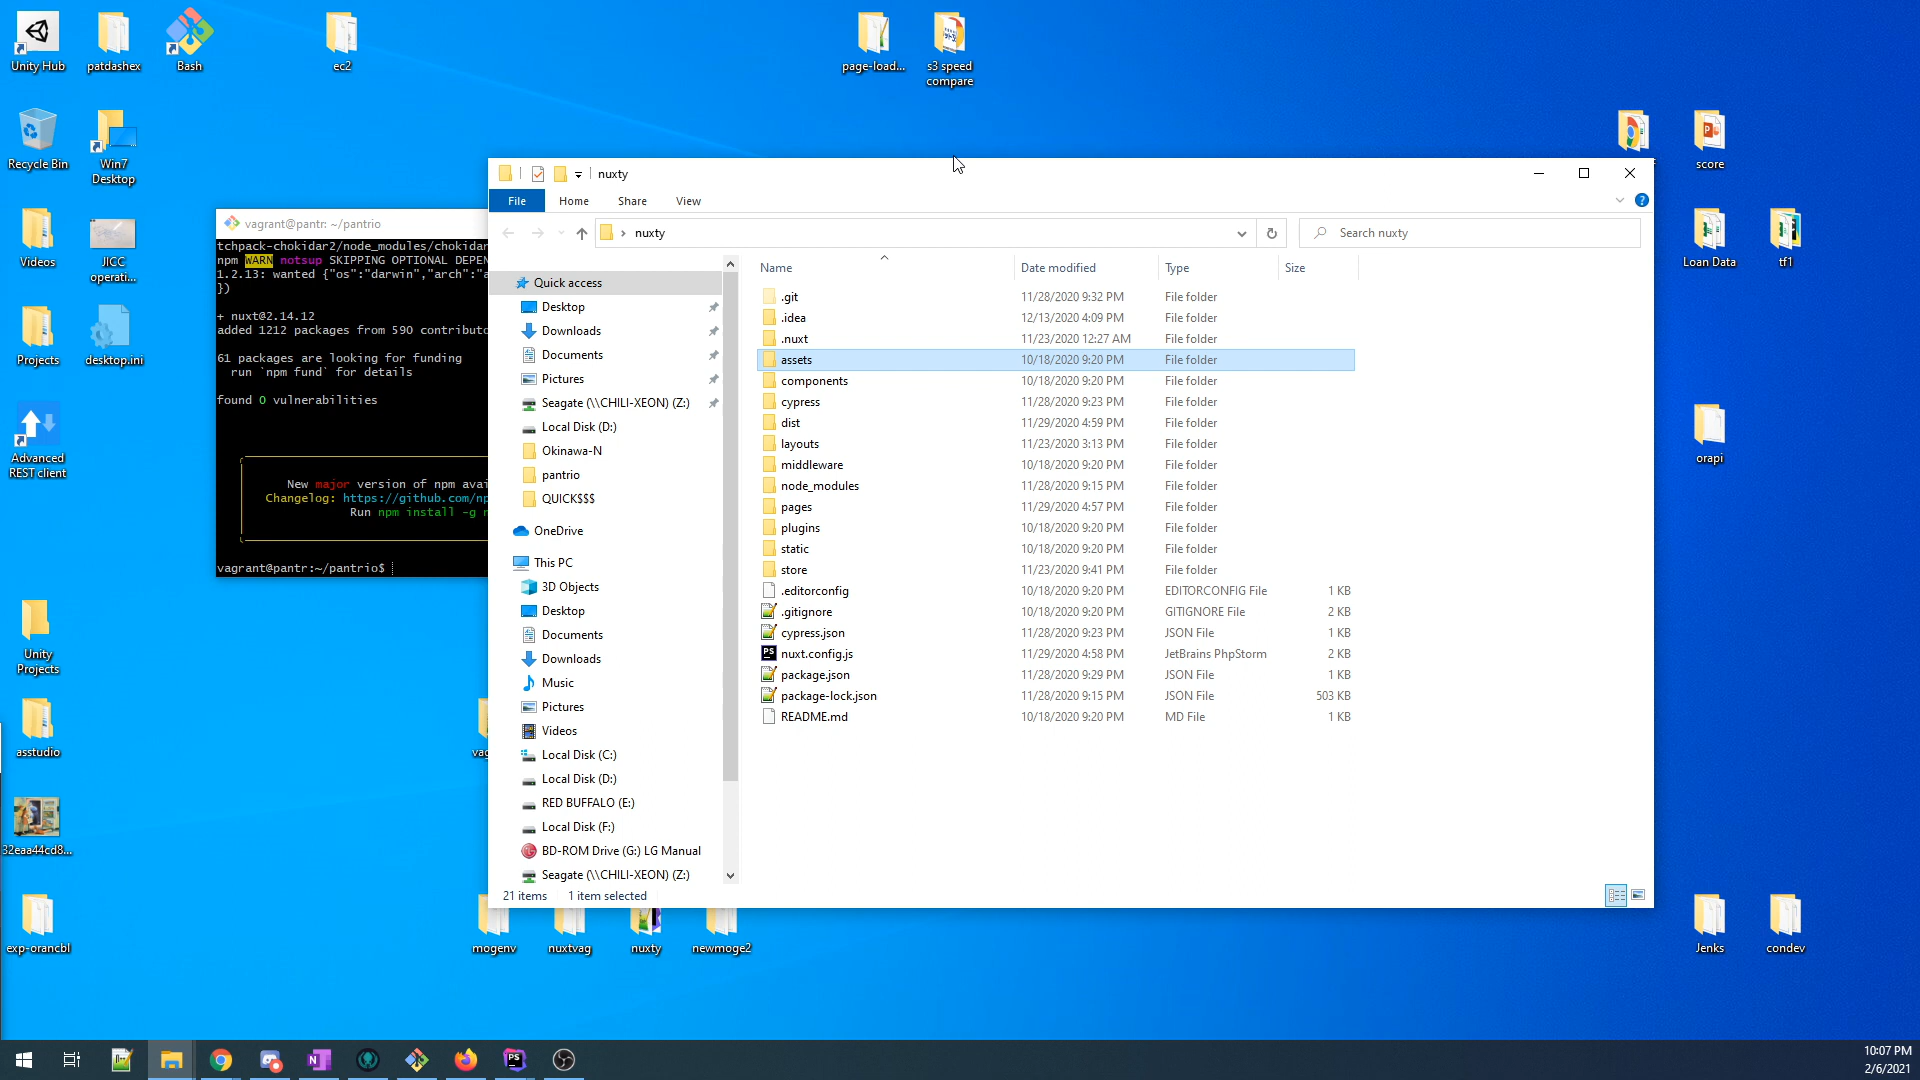 Unity Hub
patdashex
Bash
ec2
page-load...
s3 speed
compare
Recycle Bin
Win7
Desktop
score
Videos
JICC
operati...
Loan Data
tf1
Projects
desktop.ini
Advanced
REST client
orapi
Unity
Projects
asstudio
32eaa44cd8...
exp-orancbl
mogenv
nuxtvag
nuxty
newmoge2
Jenks
condev
vagrant@pantr: ~/pantrio
tchpack-chokidar2/node_modules/chokidar
npm WARN notsup SKIPPING OPTIONAL DEPEN
1.2.13: wanted {"os":"darwin","arch":"a
})
+ nuxt@2.14.12
added 1212 packages from 590 contributo
61 packages are looking for funding
run `npm fund` for details
found 0 vulnerabilities
New major version of npm avai
Changelog: https://github.com/np
Run npm install -g n
vagrant@pantr:~/pantrio$
nuxty
File
Home
Share
View
nuxty
Search nuxty
Quick access
Desktop
Downloads
Documents
Pictures
Seagate (\\CHILI-XEON) (Z:)
Local Disk (D:)
Okinawa-N
pantrio
QUICK$$$
OneDrive
This PC
3D Objects
Desktop
Documents
Downloads
Music
Pictures
Videos
Local Disk (C:)
Local Disk (D:)
RED BUFFALO (E:)
Local Disk (F:)
BD-ROM Drive (G:) LG Manual
Seagate (\\CHILI-XEON) (Z:)
Name Date modified Type Size
.git 11/28/2020 9:32 PM File folder
.idea 12/13/2020 4:09 PM File folder
.nuxt 11/23/2020 12:27 AM File folder
assets 10/18/2020 9:20 PM File folder
components 10/18/2020 9:20 PM File folder
cypress 11/28/2020 9:23 PM File folder
dist 11/29/2020 4:59 PM File folder
layouts 11/23/2020 3:13 PM File folder
middleware 10/18/2020 9:20 PM File folder
node_modules 11/28/2020 9:15 PM File folder
pages 11/29/2020 4:57 PM File folder
plugins 10/18/2020 9:20 PM File folder
static 10/18/2020 9:20 PM File folder
store 11/23/2020 9:41 PM File folder
.editorconfig 10/18/2020 9:20 PM EDITORCONFIG File 1 KB
.gitignore 10/18/2020 9:20 PM GITIGNORE File 2 KB
cypress.json 11/28/2020 9:23 PM JSON File 1 KB
nuxt.config.js 11/29/2020 4:58 PM JetBrains PhpStorm 2 KB
package.json 11/28/2020 9:29 PM JSON File 1 KB
package-lock.json 11/28/2020 9:15 PM JSON File 503 KB
README.md 10/18/2020 9:20 PM MD File 1 KB
21 items 1 item selected
10:07 PM
2/6/2021